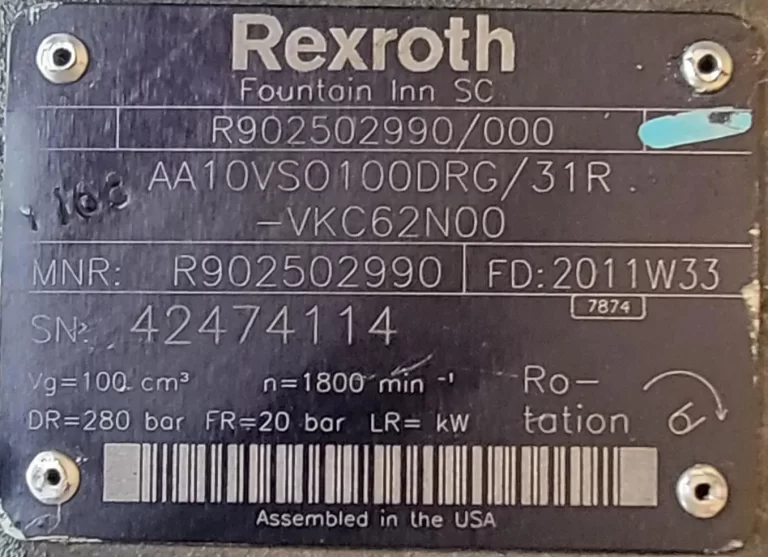 Rexroth
Fountain Inn SC
R902502990/000
AA10VSO100DRG/31R
-VKC62N00
MNR: R902502990 FD: 2011W33
7874
SN: 42474114
Vg=100 cm³ n=1800 min ⁻¹
DR=280 bar FR=20 bar LR= kW
Ro-
tation
Assembled in the USA